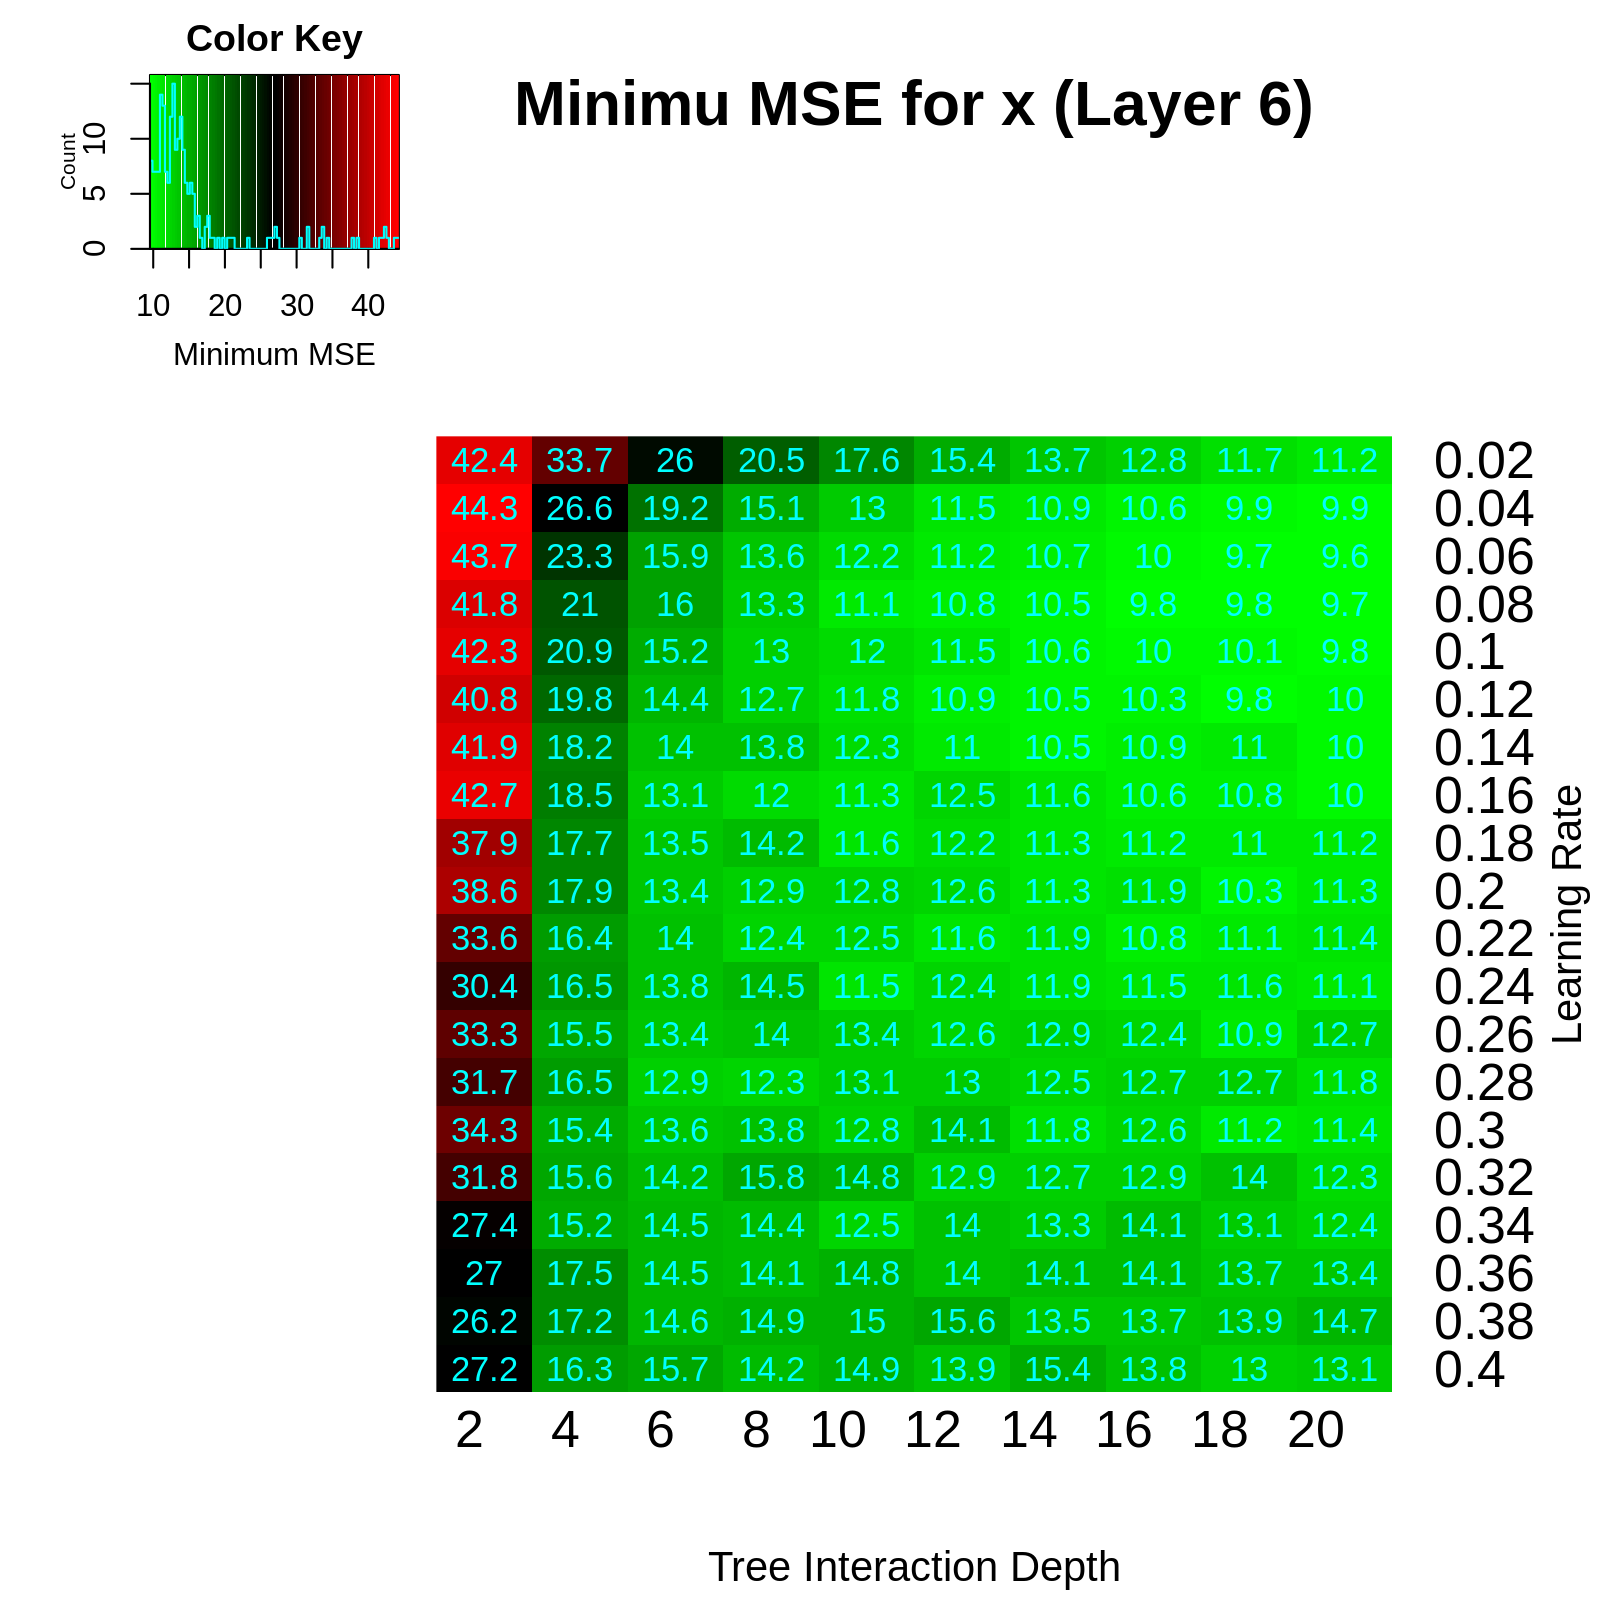 Color Key
Minimu MSE for x (Layer 6)
Count
0 5 10
10 20 30 40
Minimum MSE
42.4 33.7 26 20.5 17.6 15.4 13.7 12.8 11.7 11.2 0.02
44.3 26.6 19.2 15.1 13 11.5 10.9 10.6 9.9 9.9 0.04
43.7 23.3 15.9 13.6 12.2 11.2 10.7 10 9.7 9.6 0.06
41.8 21 16 13.3 11.1 10.8 10.5 9.8 9.8 9.7 0.08
42.3 20.9 15.2 13 12 11.5 10.6 10 10.1 9.8 0.1
40.8 19.8 14.4 12.7 11.8 10.9 10.5 10.3 9.8 10 0.12
41.9 18.2 14 13.8 12.3 11 10.5 10.9 11 10 0.14
42.7 18.5 13.1 12 11.3 12.5 11.6 10.6 10.8 10 0.16
37.9 17.7 13.5 14.2 11.6 12.2 11.3 11.2 11 11.2 0.18
38.6 17.9 13.4 12.9 12.8 12.6 11.3 11.9 10.3 11.3 0.2
33.6 16.4 14 12.4 12.5 11.6 11.9 10.8 11.1 11.4 0.22
30.4 16.5 13.8 14.5 11.5 12.4 11.9 11.5 11.6 11.1 0.24
33.3 15.5 13.4 14 13.4 12.6 12.9 12.4 10.9 12.7 0.26
31.7 16.5 12.9 12.3 13.1 13 12.5 12.7 12.7 11.8 0.28
34.3 15.4 13.6 13.8 12.8 14.1 11.8 12.6 11.2 11.4 0.3
31.8 15.6 14.2 15.8 14.8 12.9 12.7 12.9 14 12.3 0.32
27.4 15.2 14.5 14.4 12.5 14 13.3 14.1 13.1 12.4 0.34
27 17.5 14.5 14.1 14.8 14 14.1 14.1 13.7 13.4 0.36
26.2 17.2 14.6 14.9 15 15.6 13.5 13.7 13.9 14.7 0.38
27.2 16.3 15.7 14.2 14.9 13.9 15.4 13.8 13 13.1 0.4
Learning Rate
2 4 6 8 10 12 14 16 18 20
Tree Interaction Depth